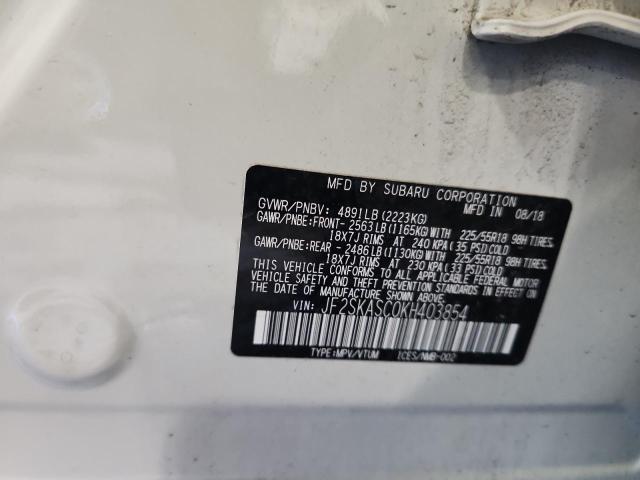 MFD BY SUBARU CORPORATION
GVWR/PNBV: 4891LB(2223KG) MFD IN 08/18
GAWR/PNBE:FRONT- 2563LB(1165KG)WITH 225/55R18 98H TIRES,
18X7J RIMS AT 240 KPA(35 PSI)COLD
GAWR/PNBE:REAR - 2486LB(1130KG)WITH 225/55R18 98H TIRES,
18X7J RIMS AT 230 KPA(33 PSI)COLD
THIS VEHICLE CONFORMS TO ALL APPLICABLE FEDERAL MOTOR
VEHICLE SAFETY AND THEFT PREVENTION STANDARDS IN EFFECT ON
THE DATE OF MANUFACTURE SHOWN ABOVE.
VIN: JF2SKASC0KH403854
TYPE:MPV/VTUM ICES/NMB-002